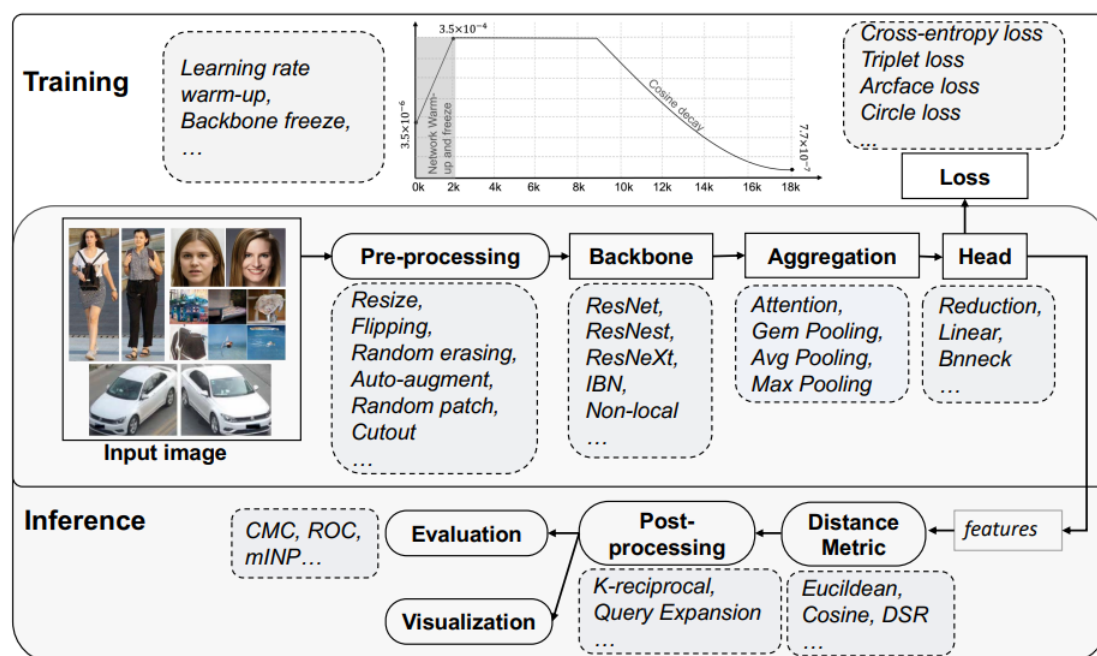 Training
Learning rate
warm-up,
Backbone freeze,
…
3.5×10⁻⁴
3.5×10⁻⁶
Network Warm-
up and freeze
Cosine decay
7.7×10⁻⁷
0k 2k 6k 8k 10k 12k 14k 16k 18k
Cross-entropy loss
Triplet loss
Arcface loss
Circle loss
...
Loss
Input image
Pre-processing
Resize,
Flipping,
Random erasing,
Auto-augment,
Random patch,
Cutout
…
Backbone
ResNet,
ResNest,
ResNeXt,
IBN,
Non-local
…
Aggregation
Attention,
Gem Pooling,
Avg Pooling,
Max Pooling
Head
Reduction,
Linear,
Bnneck
…
Inference
CMC, ROC,
mINP…
Evaluation
Visualization
Post-
processing
K-reciprocal,
Query Expansion
…
Distance
Metric
Eucildean,
Cosine, DSR
…
features